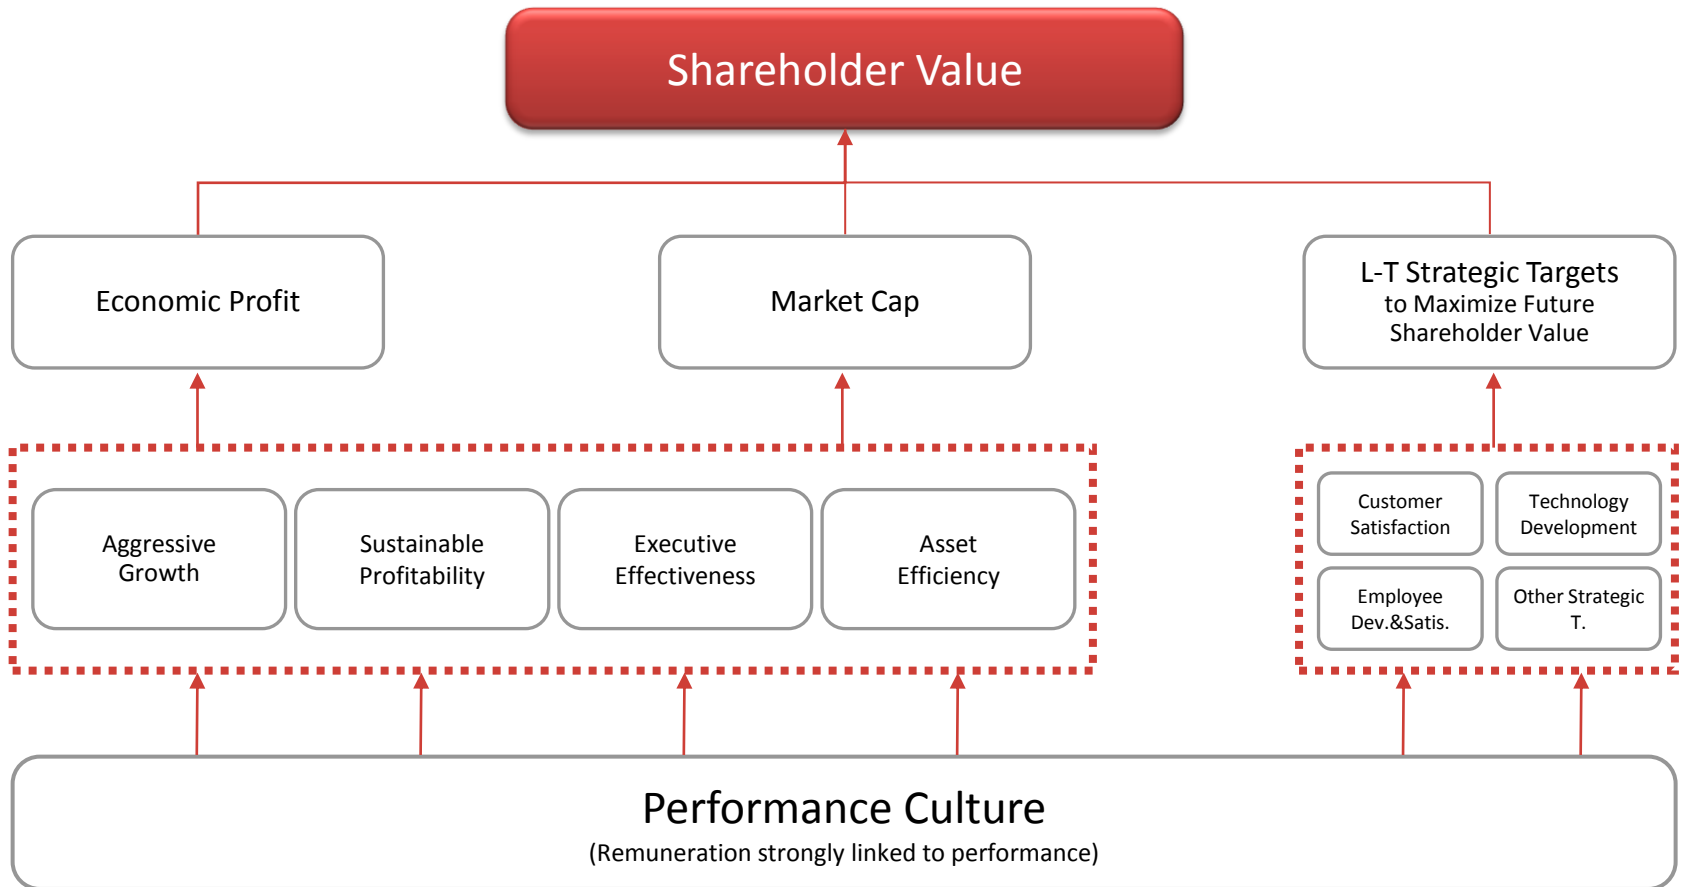 Shareholder Value
Economic Profit
Market Cap
L-T Strategic Targets
to Maximize Future
Shareholder Value
Aggressive
Growth
Sustainable
Profitability
Executive
Effectiveness
Asset
Efficiency
Customer
Satisfaction
Technology
Development
Employee
Dev.&Satis.
Other Strategic
T.
Performance Culture
(Remuneration strongly linked to performance)